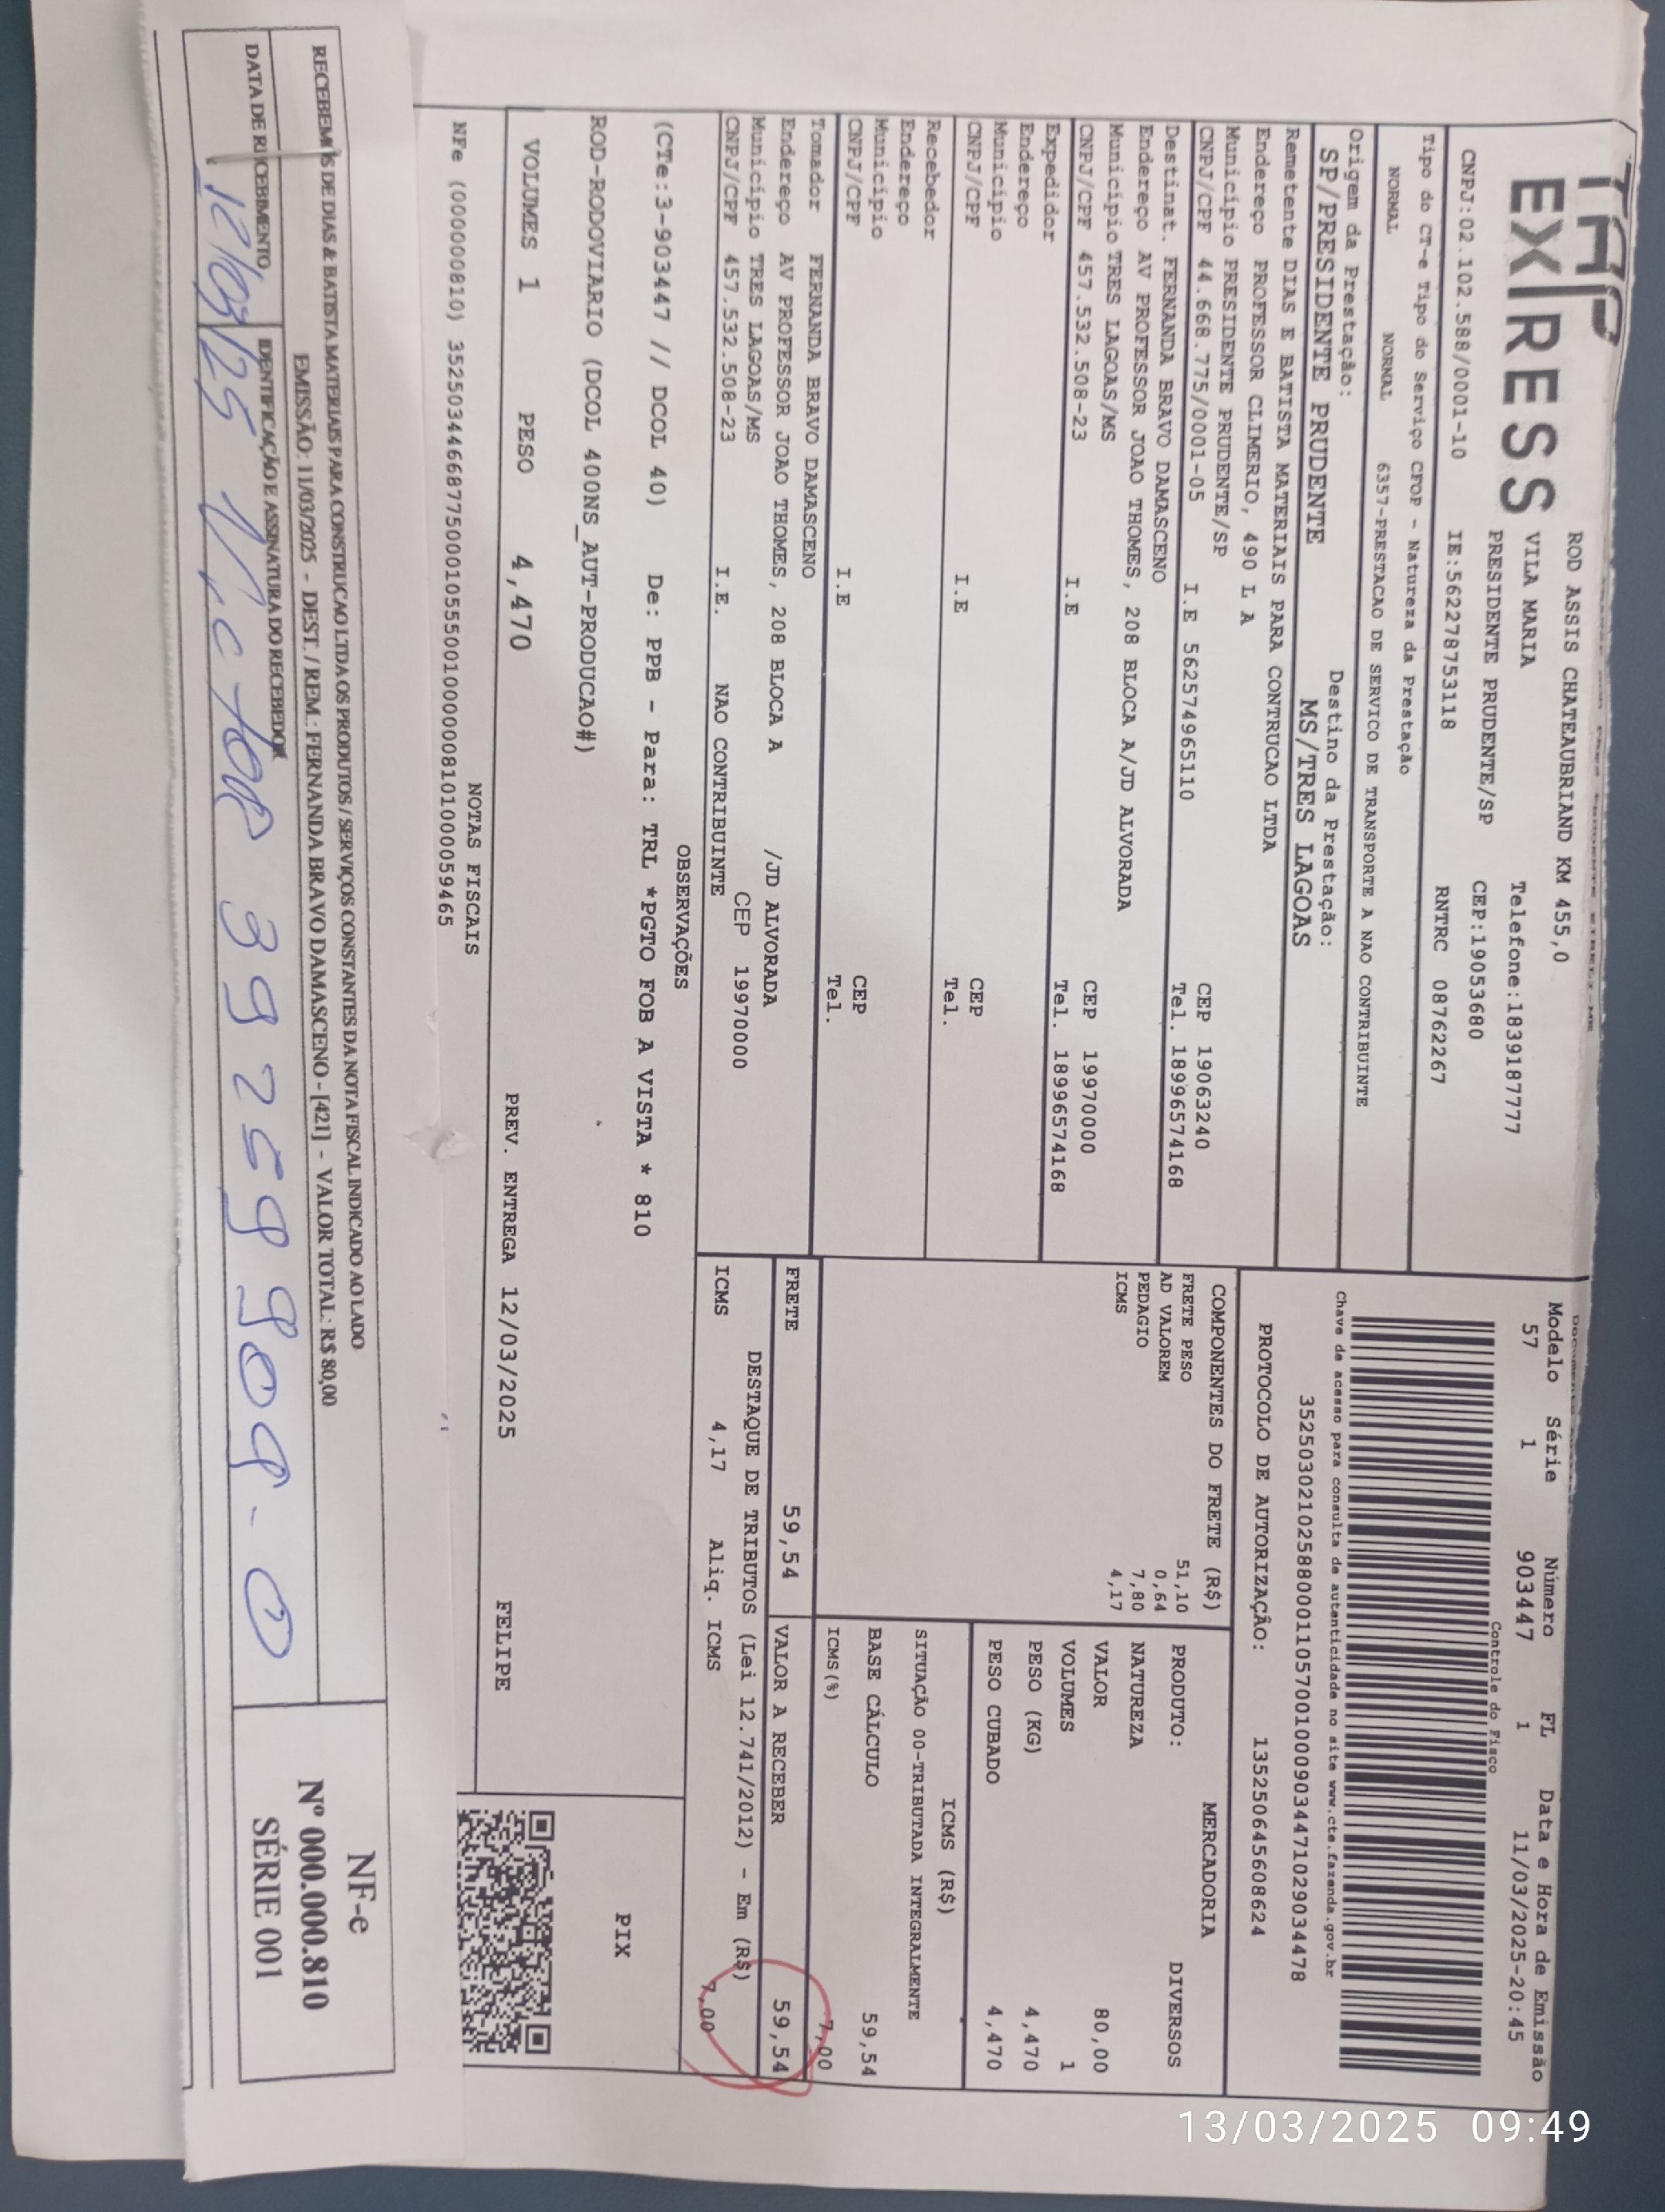 TAP
EXPRESS
ROD ASSIS CHATEAUBRIAND KM 455,0
VILA MARIA Telefone:1839187777
PRESIDENTE PRUDENTE/SP CEP:19053680
CNPJ:02.102.588/0001-10 IE:562278753118 RNTRC 08762267
Modelo Série Número FL Data e Hora de Emissão
57 1 903447 1 11/03/2025-20:45
Controle do Fisco
Chave de acesso para consulta de autenticidade no site www.cte.fazenda.gov.br
35250302102588000110570010009034471029034478
PROTOCOLO DE AUTORIZAÇÃO: 135250645608624
Tipo do CT-e Tipo do Serviço CFOP - Natureza da Prestação
NORMAL NORMAL 6357-PRESTACAO DE SERVICO DE TRANSPORTE A NAO CONTRIBUINTE
Origem da Prestação: Destino da Prestação:
SP/PRESIDENTE PRUDENTE MS/TRES LAGOAS
Remetente DIAS E BATISTA MATERIAIS PARA CONTRUCAO LTDA
Endereço PROFESSOR CLIMERIO, 490 L A
Município PRESIDENTE PRUDENTE/SP CEP 19063240
CNPJ/CPF 44.668.775/0001-05 I.E 562574965110 Tel. 18996574168
Destinat. FERNANDA BRAVO DAMASCENO
Endereço AV PROFESSOR JOAO THOMES, 208 BLOCA A/JD ALVORADA
Município TRES LAGOAS/MS CEP 19970000
CNPJ/CPF 457.532.508-23 I.E Tel. 18996574168
Expedidor
Endereço
Município CEP
CNPJ/CPF I.E Tel.
Recebedor
Endereço
Município CEP
CNPJ/CPF I.E Tel.
Tomador FERNANDA BRAVO DAMASCENO
Endereço AV PROFESSOR JOAO THOMES, 208 BLOCA A /JD ALVORADA
Município TRES LAGOAS/MS CEP 19970000
CNPJ/CPF 457.532.508-23 I.E. NAO CONTRIBUINTE
COMPONENTES DO FRETE (R$)
FRETE PESO 51,10
AD VALOREM 0,64
PEDAGIO 7,80
ICMS 4,17
MERCADORIA
PRODUTO: DIVERSOS
NATUREZA
VALOR 80,00
VOLUMES 1
PESO (KG) 4,470
PESO CUBADO 4,470
ICMS (R$)
SITUAÇÃO 00-TRIBUTADA INTEGRALMENTE
BASE CÁLCULO 59,54
ICMS(%) 7,00
FRETE 59,54 VALOR A RECEBER 59,54
DESTAQUE DE TRIBUTOS (Lei 12.741/2012) - Em (R$)
ICMS 4,17 Aliq. ICMS 7,00
OBSERVAÇÕES
(CTe:3-903447 // DCOL 40) De: PPB - Para: TRL *PGTO FOB A VISTA * 810
ROD-RODOVIARIO (DCOL 400NS_AUT-PRODUCAO#)
PIX
VOLUMES 1 PESO 4,470 PREV. ENTREGA 12/03/2025 FELIPE
NOTAS FISCAIS
NFe (000000810) 35250344668775000105550010000008101000059465
RECEBEMOS DE DIAS & BATISTA MATERIAIS PARA CONSTRUCAO LTDA OS PRODUTOS / SERVIÇOS CONSTANTES DA NOTA FISCAL INDICADO AO LADO
EMISSÃO: 11/03/2025 - DEST. / REM.: FERNANDA BRAVO DAMASCENO - [421] - VALOR TOTAL: R$ 80,00
DATA DE RECEBIMENTO IDENTIFICAÇÃO E ASSINATURA DO RECEBEDOR
12/03/25
NF-e
Nº 000.000.810
SÉRIE 001
13/03/2025 09:49